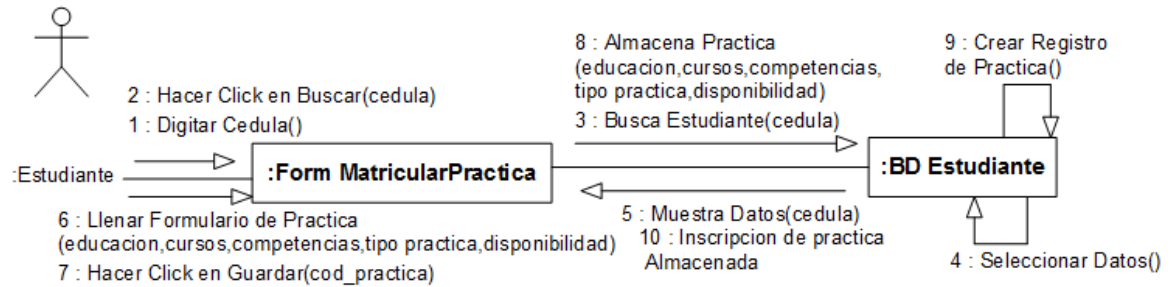 8 : Almacena Practica
(educacion,cursos,competencias,
tipo practica,disponibilidad)
3 : Busca Estudiante(cedula)
9 : Crear Registro
de Practica()
2 : Hacer Click en Buscar(cedula)
1 : Digitar Cedula()
:Estudiante
:Form MatricularPractica
:BD Estudiante
6 : Llenar Formulario de Practica
(educacion,cursos,competencias,tipo practica,disponibilidad)
7 : Hacer Click en Guardar(cod_practica)
5 : Muestra Datos(cedula)
10 : Inscripcion de practica
Almacenada
4 : Seleccionar Datos()